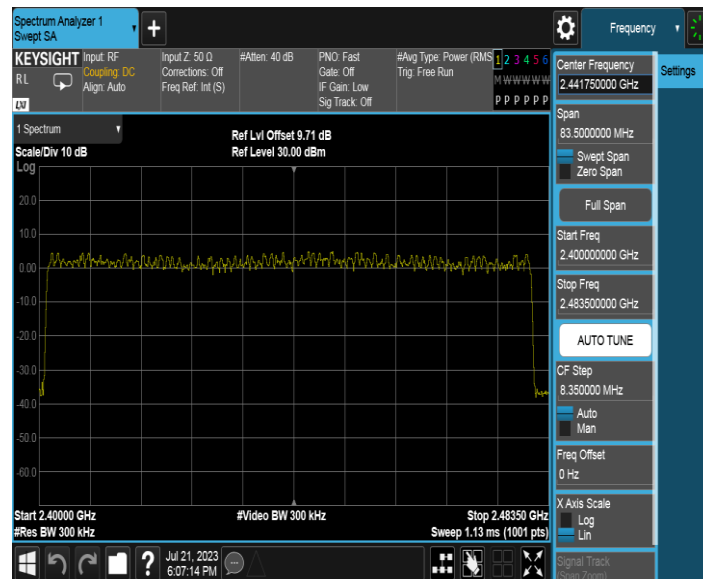 Spectrum Analyzer 1
Swept SA
+
Frequency
KEYSIGHT
RL
LXI
Input: RF
Coupling: DC
Align: Auto
Input Z: 50 Ω
Corrections: Off
Freq Ref: Int (S)
#Atten: 40 dB
PNO: Fast
Gate: Off
IF Gain: Low
Sig Track: Off
#Avg Type: Power (RMS
Trig: Free Run
1 2 3 4 5 6
M W W W W W
P P P P P P
1 Spectrum
Scale/Div 10 dB
Ref Lvl Offset 9.71 dB
Ref Level 30.00 dBm
Log
20.0
10.0
0.00
-10.0
-20.0
-30.0
-40.0
-50.0
-60.0
Start 2.40000 GHz
#Res BW 300 kHz
#Video BW 300 kHz
Stop 2.48350 GHz
Sweep 1.13 ms (1001 pts)
Center Frequency
2.441750000 GHz
Settings
Span
83.5000000 MHz
Swept Span
Zero Span
Full Span
Start Freq
2.400000000 GHz
Stop Freq
2.483500000 GHz
AUTO TUNE
CF Step
8.350000 MHz
Auto
Man
Freq Offset
0 Hz
X Axis Scale
Log
Lin
Signal Track
(Span Zoom)
?
Jul 21, 2023
6:07:14 PM